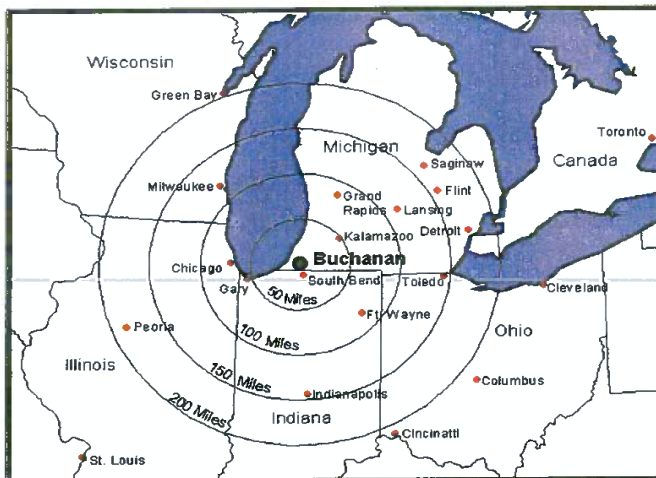 Wisconsin
Green Bay
Toronto
Michigan
Canada
Saginaw
Milwaukee
Flint
Grand
Rapids
Lansing
Detroit
Kalamazoo
Buchanan
Chicago
South Bend
Toledo
Gary
Cleveland
50 Miles
Ft. Wayne
Peoria
Ohio
100 Miles
Illinois
150 Miles
Columbus
Indianapolis
200 Miles
Indiana
Cincinatti
St. Louis